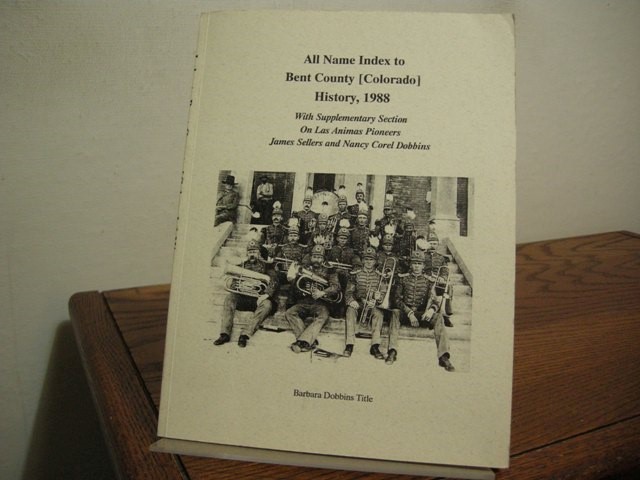 All Name Index to
Bent County [Colorado]
History, 1988
With Supplementary Section
On Las Animas Pioneers
James Sellers and Nancy Corel Dobbins
Barbara Dobbins Title